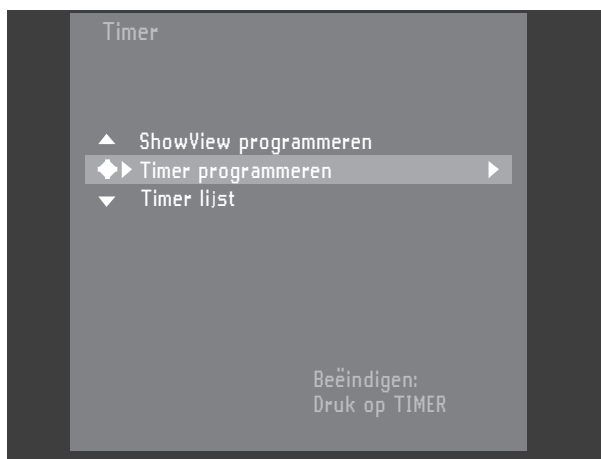 Timer
ShowView programmeren
Timer programmeren
Timer lijst
Beëindigen:
Druk op TIMER